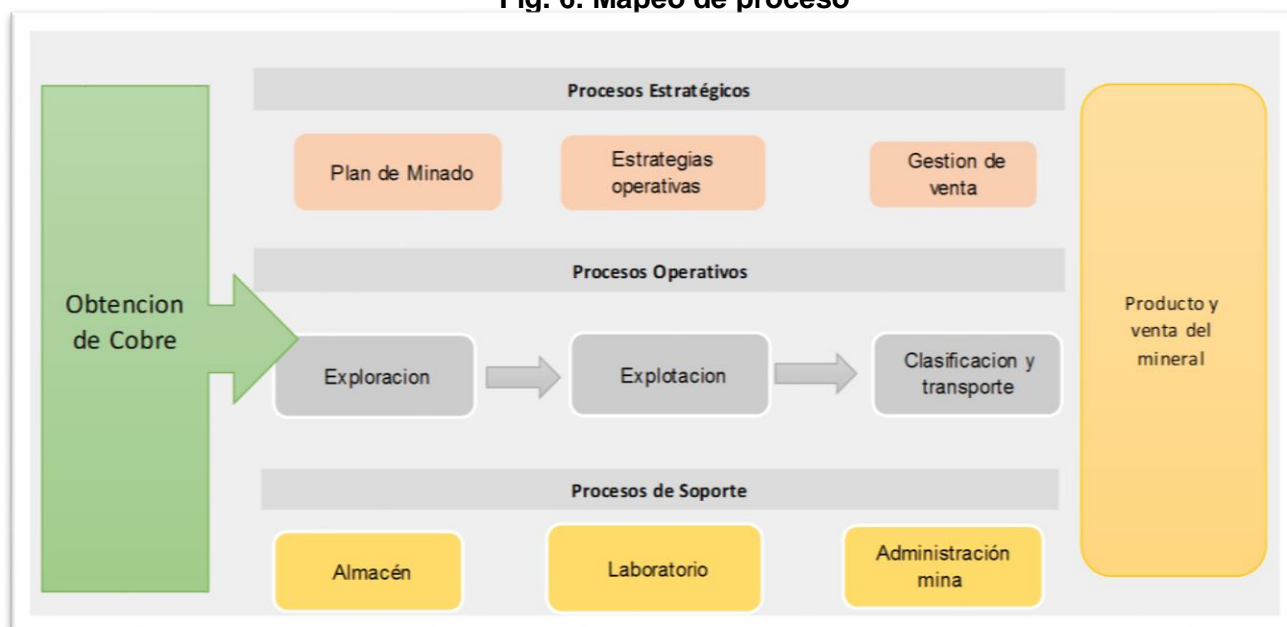 Fig. 6. Mapeo de proceso
Procesos Estratégicos
Plan de Minado
Estrategias
operativas
Gestion de
venta
Obtencion
de Cobre
Procesos Operativos
Exploracion
Explotacion
Clasificacion y
transporte
Producto y
venta del
mineral
Procesos de Soporte
Almacén
Laboratorio
Administración
mina